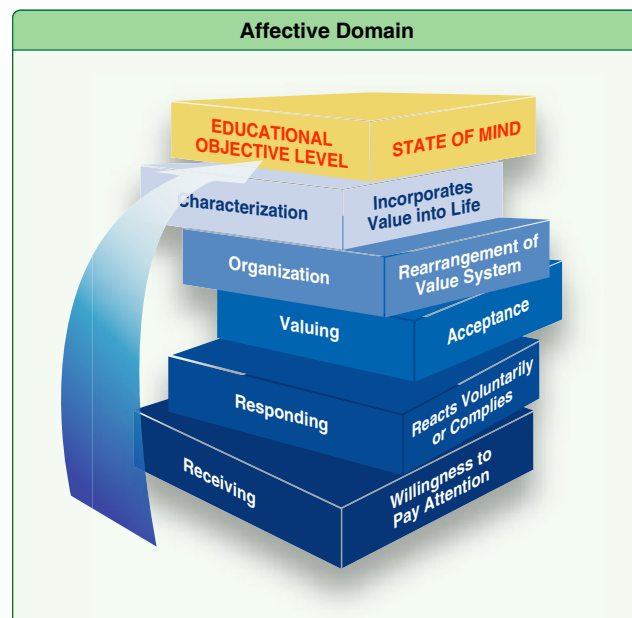 Affective Domain
EDUCATIONAL
OBJECTIVE LEVEL
STATE OF MIND
Characterization
Incorporates
Value into Life
Organization
Rearrangement of
Value System
Valuing
Acceptance
Responding
Reacts Voluntarily
or Complies
Receiving
Willingness to
Pay Attention